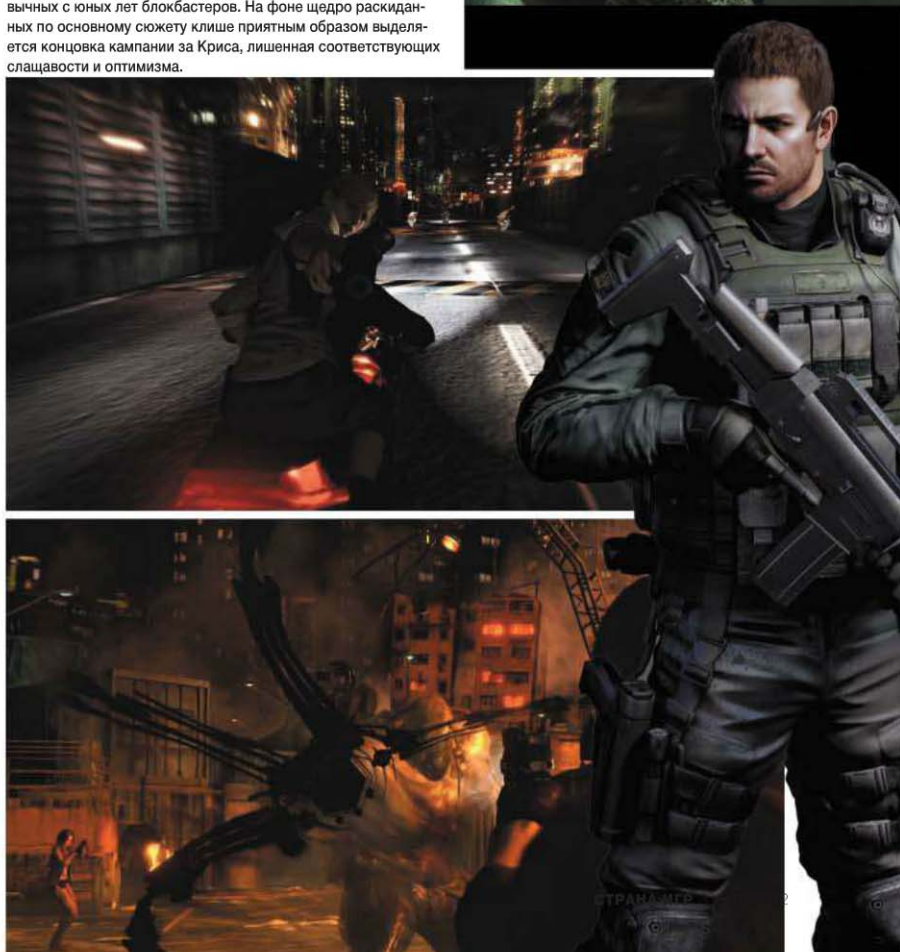 вычных с юных лет блокбастеров. На фоне щедро раскидан-
ных по основному сюжету клише приятным образом выделя-
ется концовка кампании за Криса, лишенная соответствующих
слащавости и оптимизма.
СТРАНА ИГР